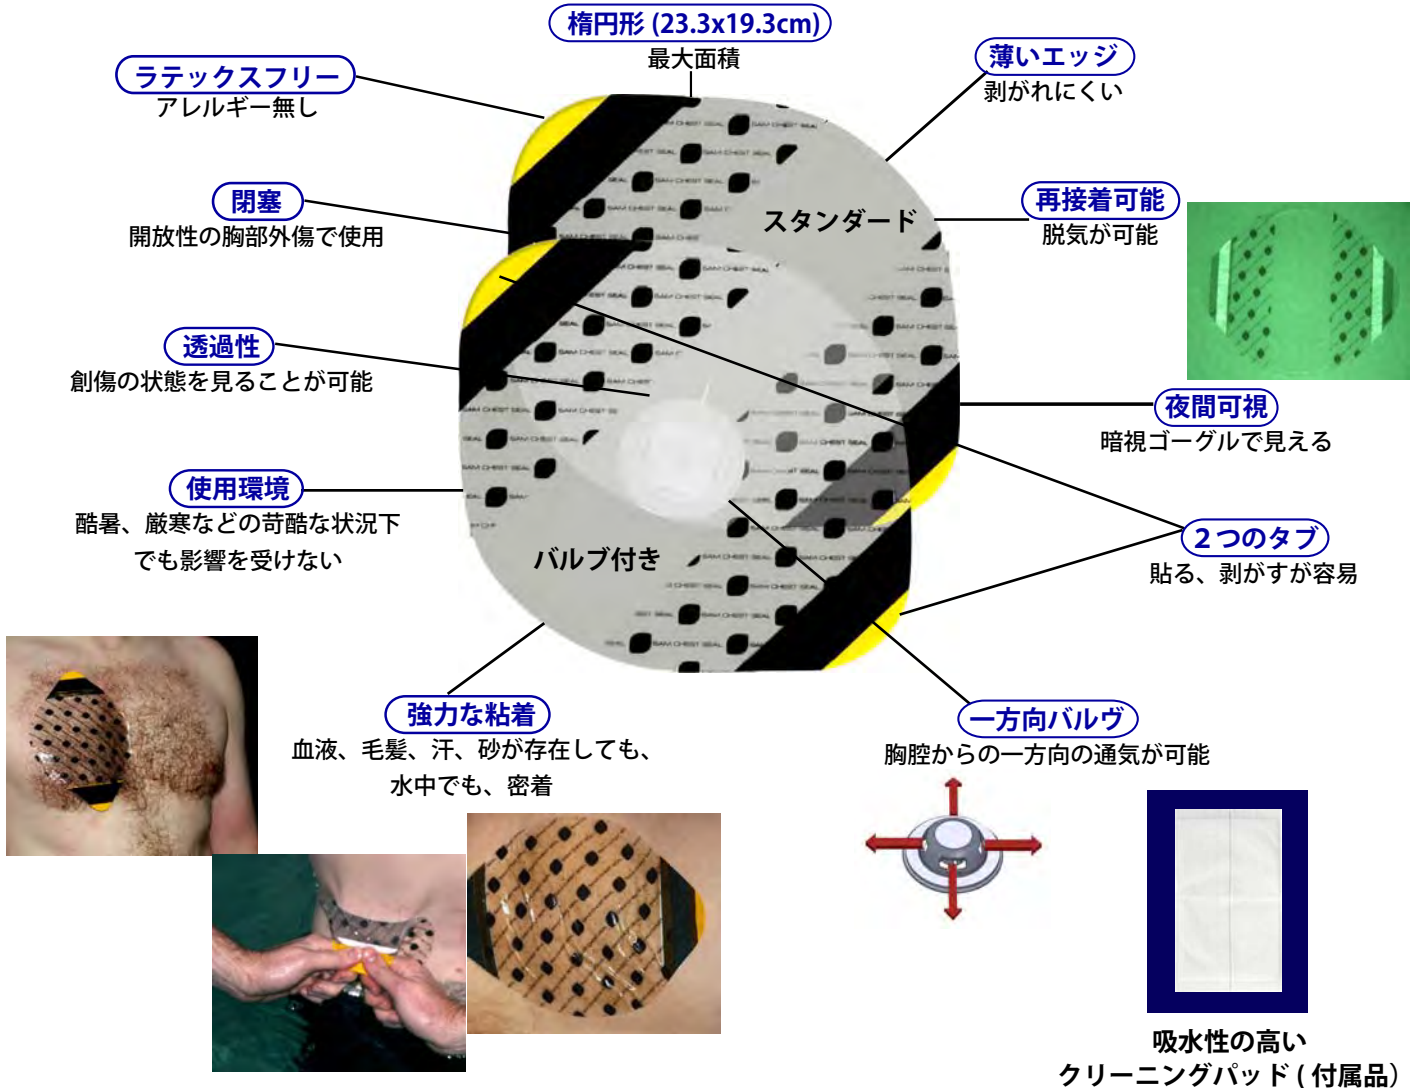 楕円形 (23.3x19.3cm)
最大面積
ラテックスフリー
アレルギー無し
薄いエッジ
剥がれにくい
閉塞
開放性の胸部外傷で使用
スタンダード
再接着可能
脱気が可能
透過性
創傷の状態を見ることが可能
夜間可視
暗視ゴーグルで見える
使用環境
酷暑、厳寒などの苛酷な状況下
でも影響を受けない
バルブ付き
２つのタブ
貼る、剥がすが容易
強力な粘着
血液、毛髪、汗、砂が存在しても、
水中でも、密着
一方向バルヴ
胸腔からの一方向の通気が可能
吸水性の高い
クリーニングパッド ( 付属品）
SAM CHEST SEAL